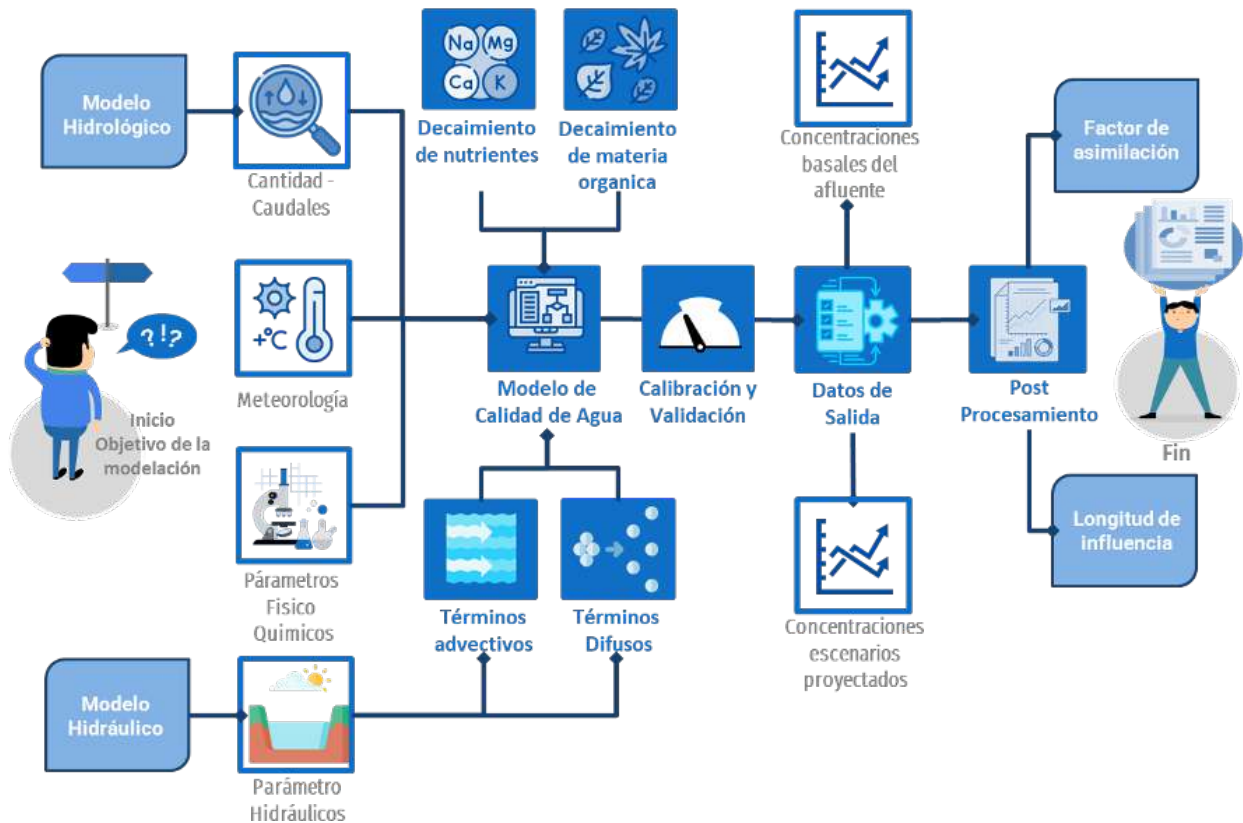 Modelo
Hidrológico
Cantidad -
Caudales
Na
Mg
Ca
K
Decaimiento
de nutrientes
Decaimiento
de materia
organica
Concentraciones
basales del
afluente
Factor de
asimilación
?!?
Inicio
Objetivo de la
modelación
+°C
Meteorología
Modelo de
Calidad de Agua
Calibración y
Validación
Datos de
Salida
Post
Procesamiento
Fin
Párametros
Fisico
Quimicos
Términos
advectivos
Términos
Difusos
Concentraciones
escenarios
proyectados
Longitud de
influencia
Modelo
Hidráulico
Parámetro
Hidráulicos